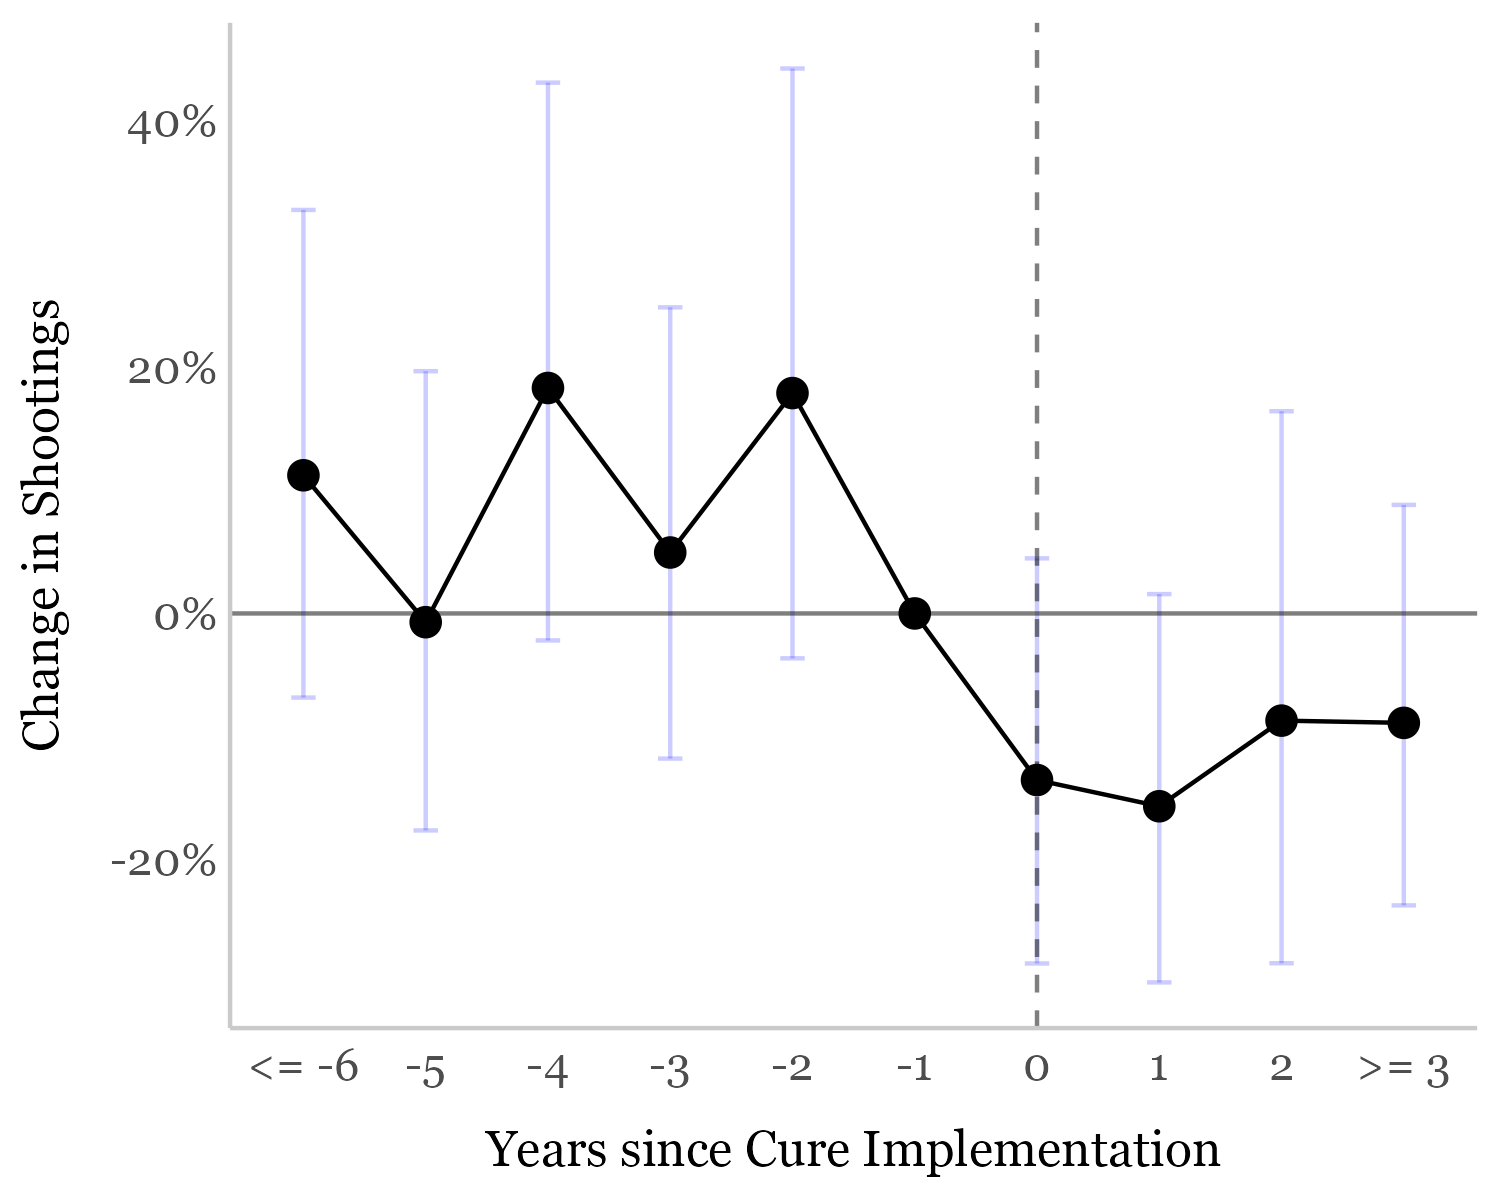 40%
20%
0%
-20%
Change in Shootings
<= -6 -5 -4 -3 -2 -1 0 1 2 >= 3
Years since Cure Implementation